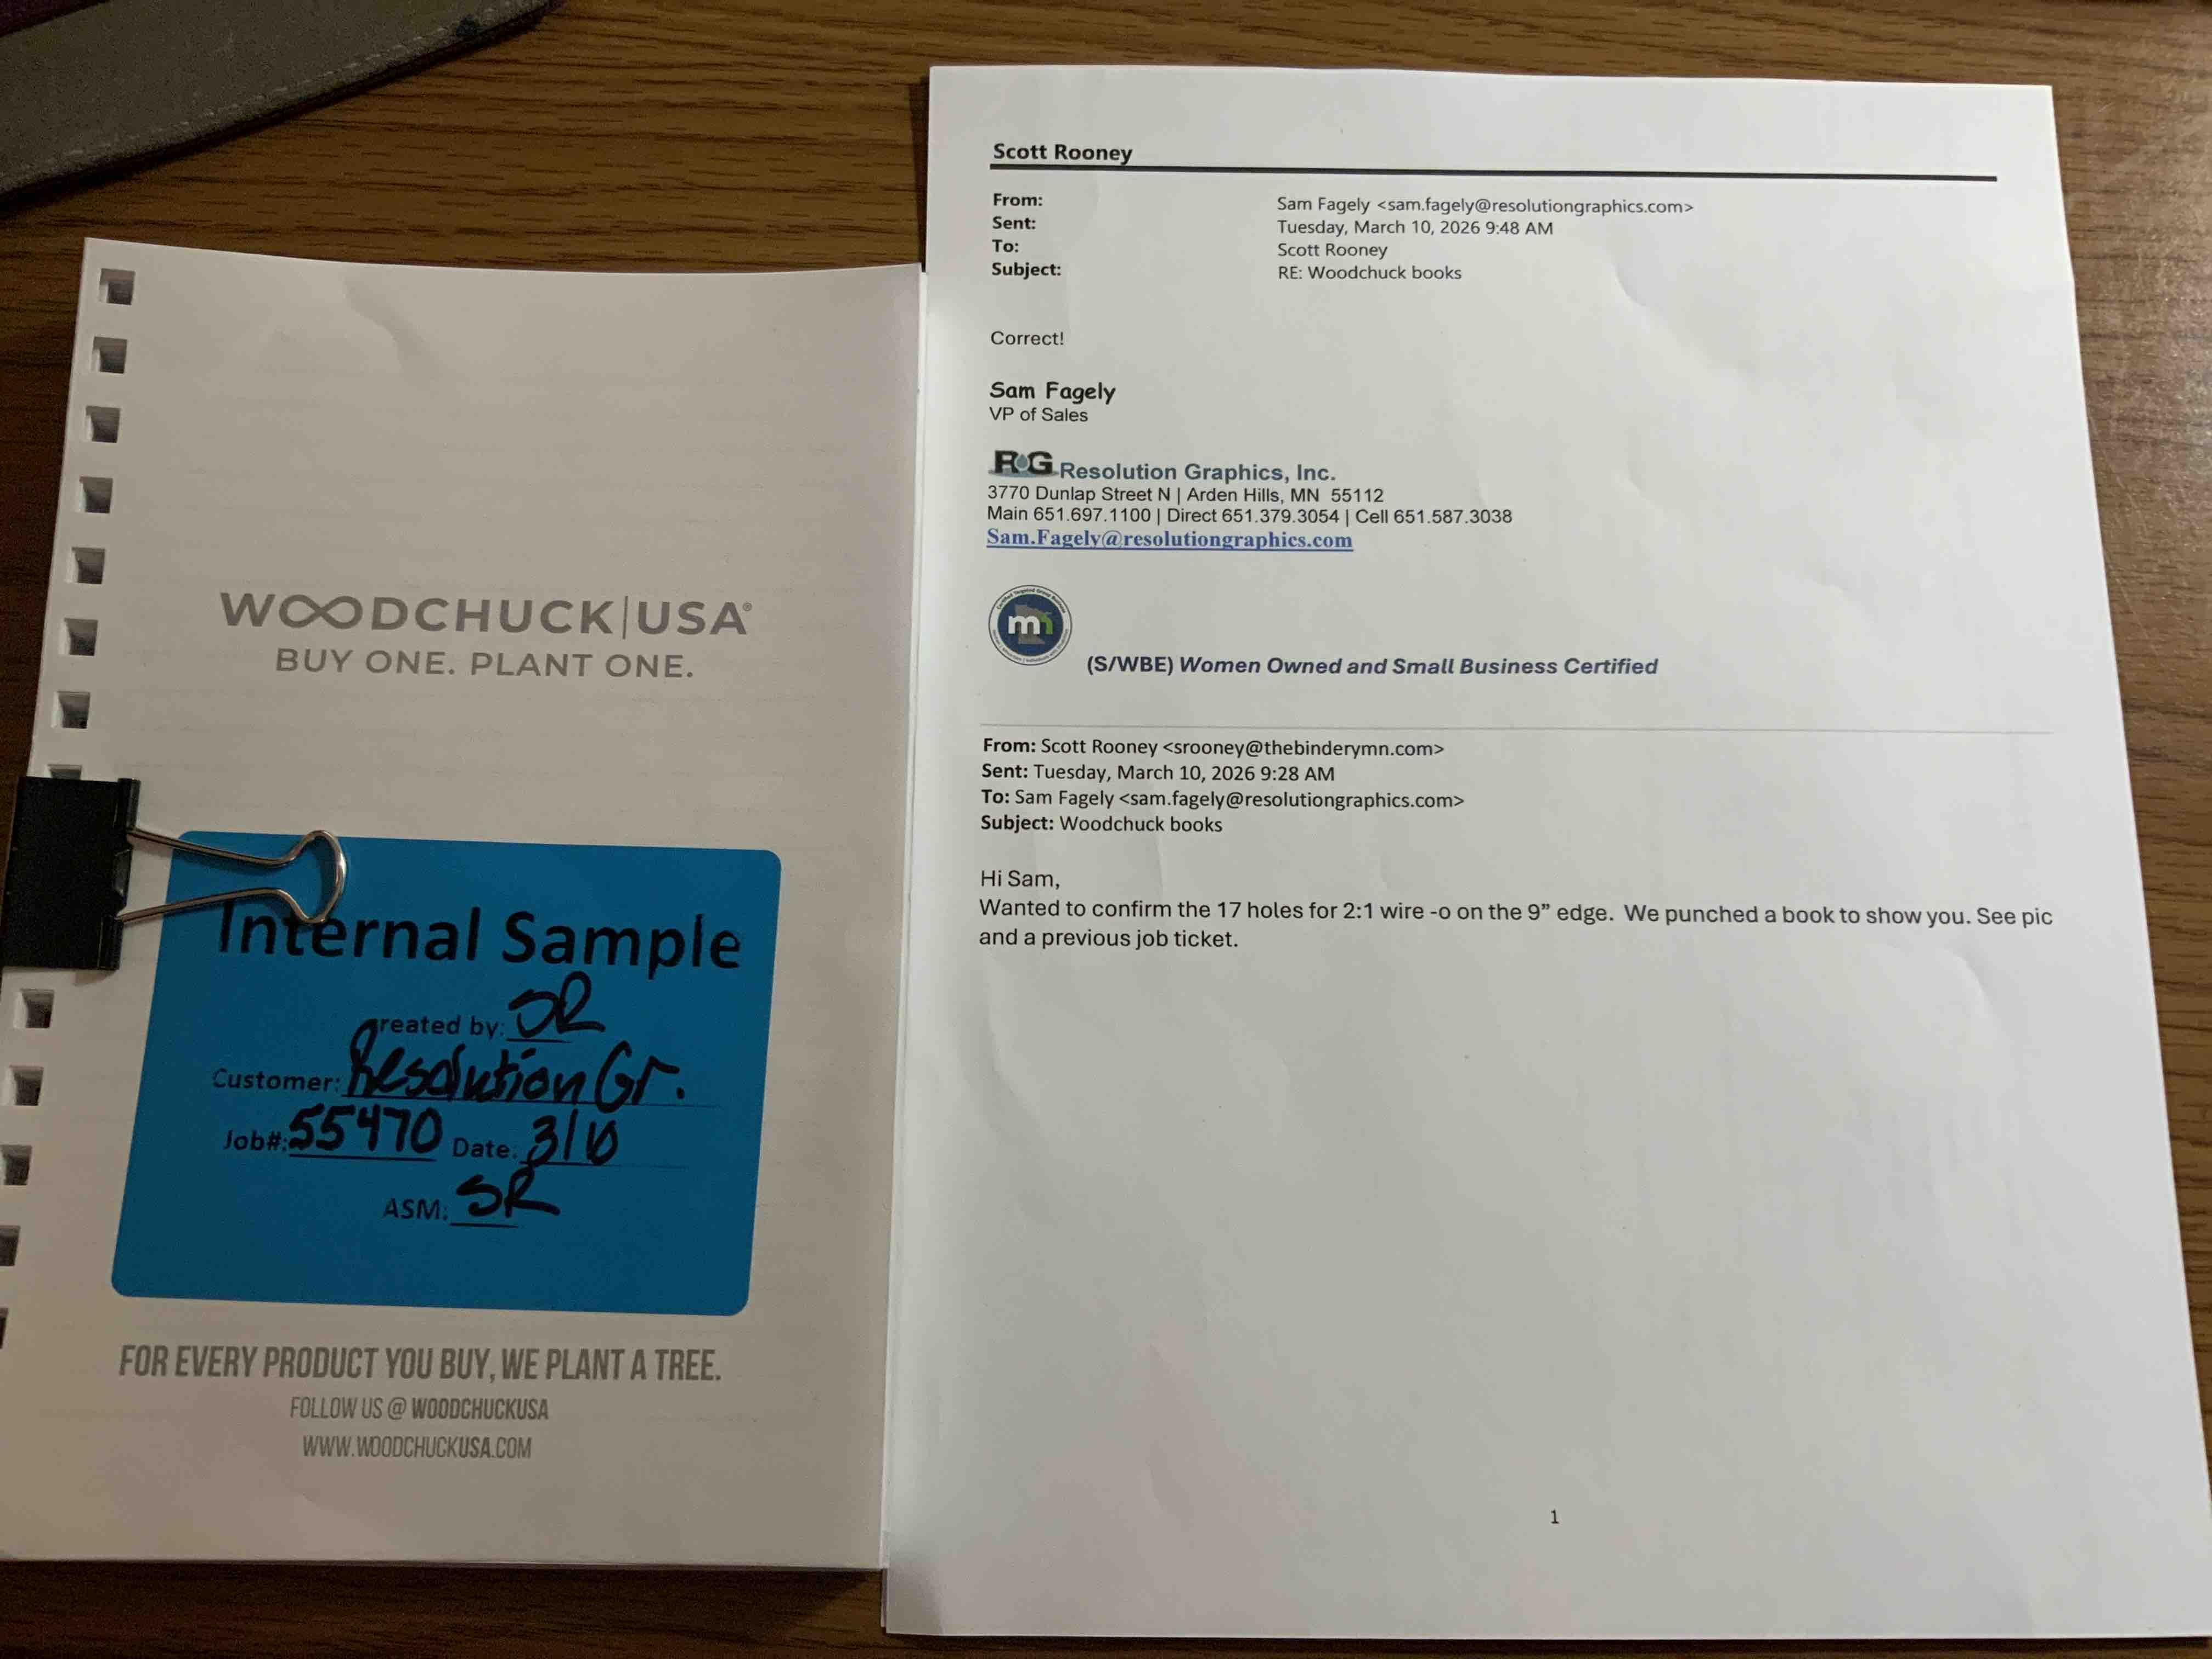 WOODCHUCK|USA®
BUY ONE. PLANT ONE.
Internal Sample
reated by: SR
Customer: Resolution Gr.
Job#: 55470 Date: 3/10
ASM: SR
FOR EVERY PRODUCT YOU BUY, WE PLANT A TREE.
FOLLOW US @ WOODCHUCKUSA
WWW.WOODCHUCKUSA.COM
Scott Rooney
From: Sam Fagely <sam.fagely@resolutiongraphics.com>
Sent: Tuesday, March 10, 2026 9:48 AM
To: Scott Rooney
Subject: RE: Woodchuck books
Correct!
Sam Fagely
VP of Sales
RG Resolution Graphics, Inc.
3770 Dunlap Street N | Arden Hills, MN 55112
Main 651.697.1100 | Direct 651.379.3054 | Cell 651.587.3038
Sam.Fagely@resolutiongraphics.com
mn
(S/WBE) Women Owned and Small Business Certified
From: Scott Rooney <srooney@thebinderymn.com>
Sent: Tuesday, March 10, 2026 9:28 AM
To: Sam Fagely <sam.fagely@resolutiongraphics.com>
Subject: Woodchuck books
Hi Sam,
Wanted to confirm the 17 holes for 2:1 wire -o on the 9” edge. We punched a book to show you. See pic
and a previous job ticket.
1